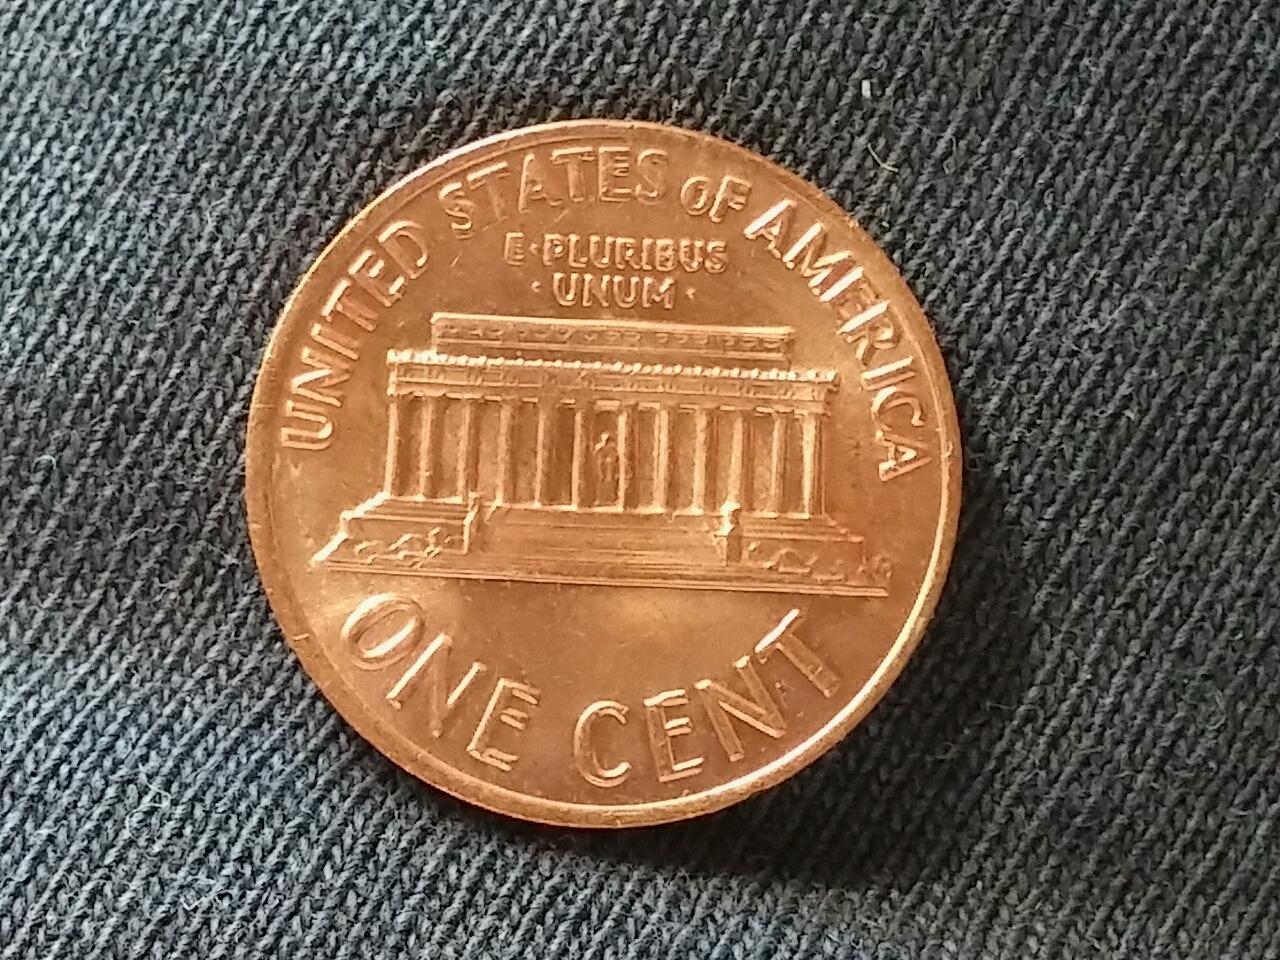 UNITED STATES OF AMERICA
E·PLURIBUS
·UNUM·
ONE CENT